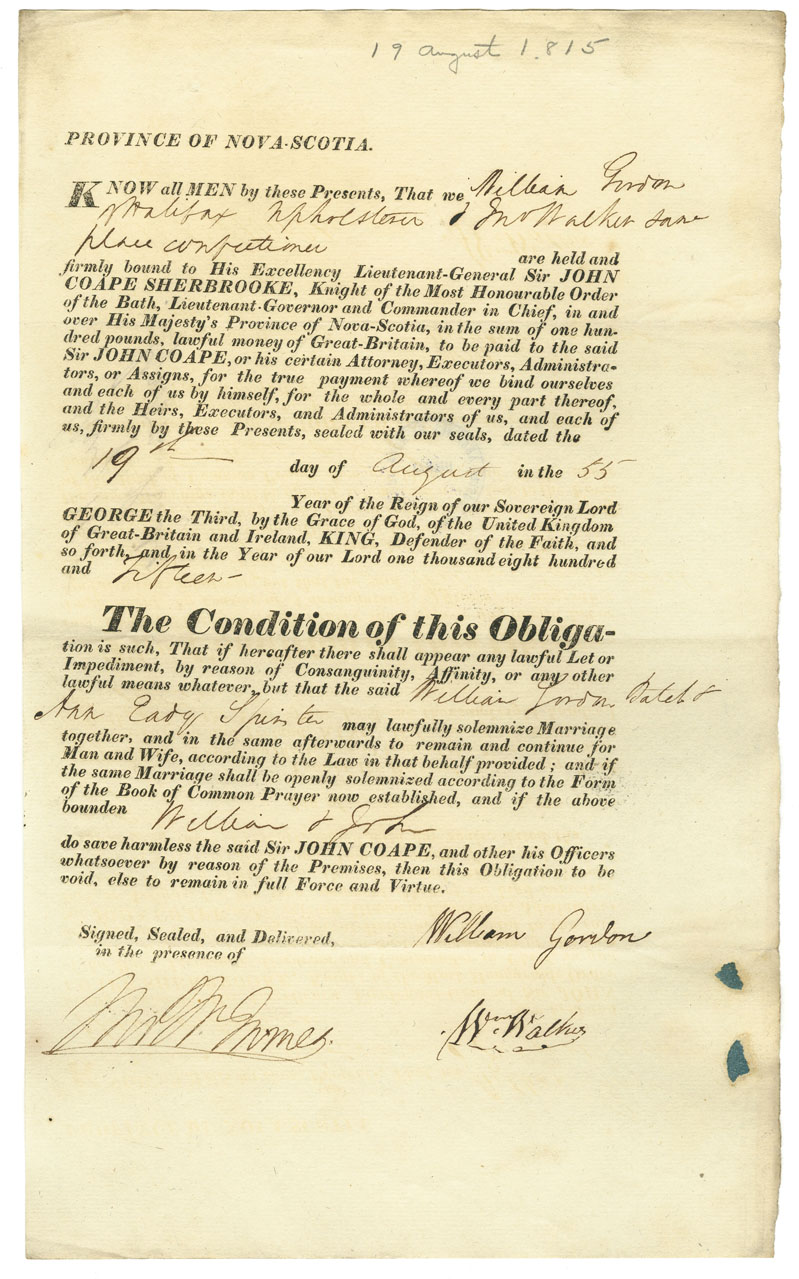 19 August 1815
PROVINCE OF NOVA-SCOTIA.
KNOW all MEN by these Presents, That we William Gordon
of Halifax Upholsterer & Jno Walker same
place confectioner
are held and
firmly bound to His Excellency Lieutenant-General Sir JOHN
COAPE SHERBROOKE, Knight of the Most Honourable Order
of the Bath, Lieutenant-Governor and Commander in Chief, in and
over His Majesty's Province of Nova-Scotia, in the sum of one hun-
dred pounds, lawful money of Great-Britain, to be paid to the said
Sir JOHN COAPE, or his certain Attorney, Executors, Administra-
tors, or Assigns, for the true payment whereof we bind ourselves
and each of us by himself, for the whole and every part thereof,
and the Heirs, Executors, and Administrators of us, and each of
us, firmly by these Presents, sealed with our seals, dated the
19th
day of August in the 55
Year of the Reign of our Sovereign Lord
GEORGE the Third, by the Grace of God, of the United Kingdom
of Great-Britain and Ireland, KING, Defender of the Faith, and
so forth, and in the Year of our Lord one thousand eight hundred
and fifteen
The Condition of this Obliga-
tion is such, That if hereafter there shall appear any lawful Let or
Impediment, by reason of Consanguinity, Affinity, or any other
lawful means whatever, but that the said William Gordon Batch &
Ann Eady Spinster may lawfully solemnize Marriage
together, and in the same afterwards to remain and continue for
Man and Wife, according to the Law in that behalf provided; and if
the same Marriage shall be openly solemnized according to the Form
of the Book of Common Prayer now established, and if the above
bounden William & John
do save harmless the said Sir JOHN COAPE, and other his Officers
whatsoever by reason of the Premises, then this Obligation to be
void, else to remain in full Force and Virtue.
Signed, Sealed, and Delivered,
in the presence of
William Gordon
Wm Walker